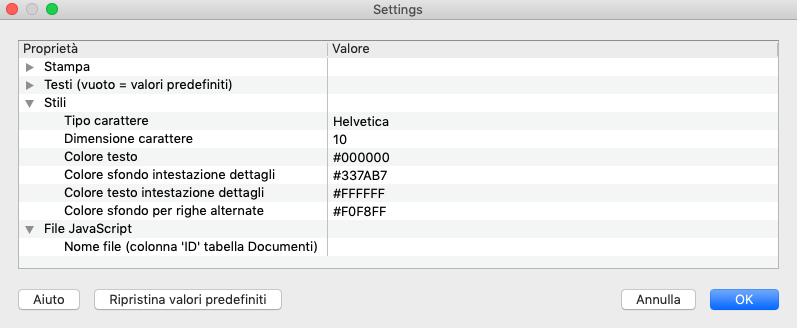 Settings
Proprietà Valore
Stampa
Testi (vuoto = valori predefiniti)
Stili
Tipo carattere Helvetica
Dimensione carattere 10
Colore testo #000000
Colore sfondo intestazione dettagli #337AB7
Colore testo intestazione dettagli #FFFFFF
Colore sfondo per righe alternate #F0F8FF
File JavaScript
Nome file (colonna 'ID' tabella Documenti)
Aiuto Ripristina valori predefiniti Annulla OK